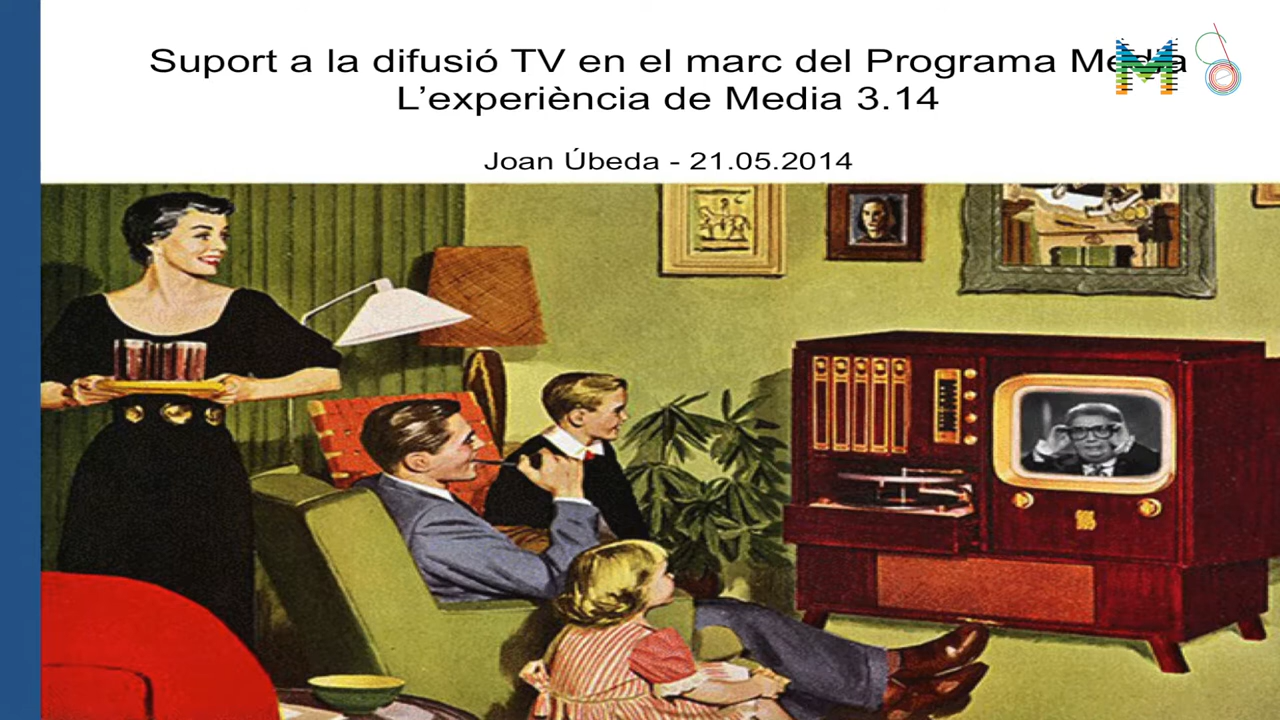 Suport a la difusió TV en el marc del Programa Media
L’experiència de Media 3.14
Joan Úbeda - 21.05.2014